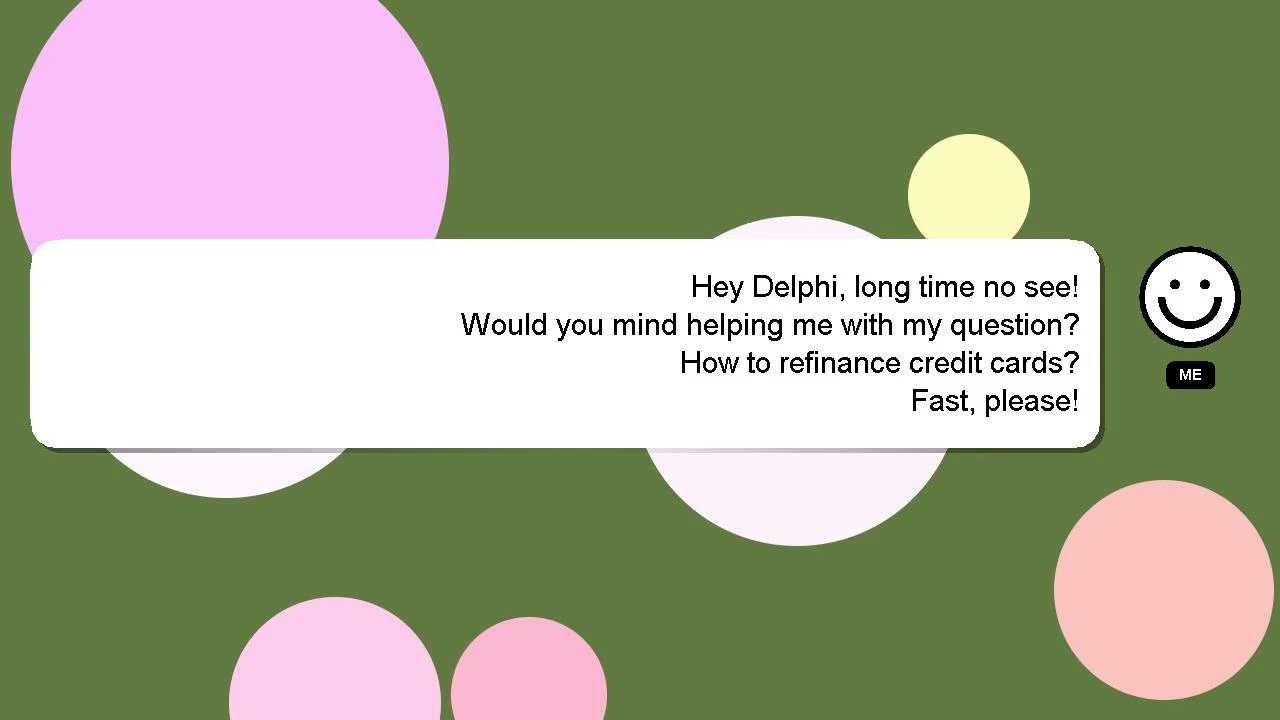 Hey Delphi, long time no see!
Would you mind helping me with my question?
How to refinance credit cards?
Fast, please!
ME